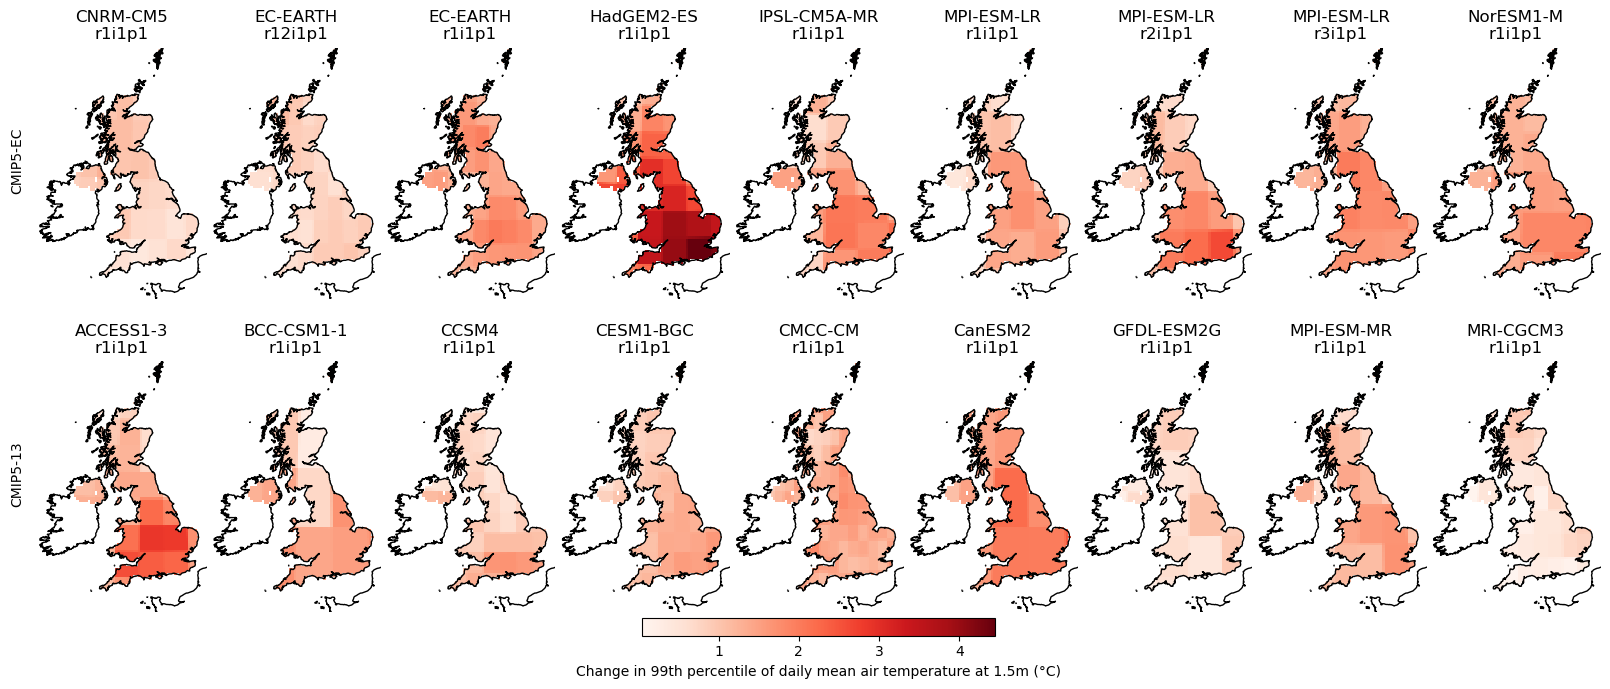 CNRM-CM5 EC-EARTH EC-EARTH HadGEM2-ES IPSL-CM5A-MR MPI-ESM-LR MPI-ESM-LR MPI-ESM-LR NorESM1-M
r1i1p1 r12i1p1 r1i1p1 r1i1p1 r1i1p1 r1i1p1 r2i1p1 r3i1p1 r1i1p1
CMIP5-EC
ACCESS1-3 BCC-CSM1-1 CCSM4 CESM1-BGC CMCC-CM CanESM2 GFDL-ESM2G MPI-ESM-MR MRI-CGCM3
r1i1p1 r1i1p1 r1i1p1 r1i1p1 r1i1p1 r1i1p1 r1i1p1 r1i1p1 r1i1p1
CMIP5-13
1 2 3 4
Change in 99th percentile of daily mean air temperature at 1.5m (°C)